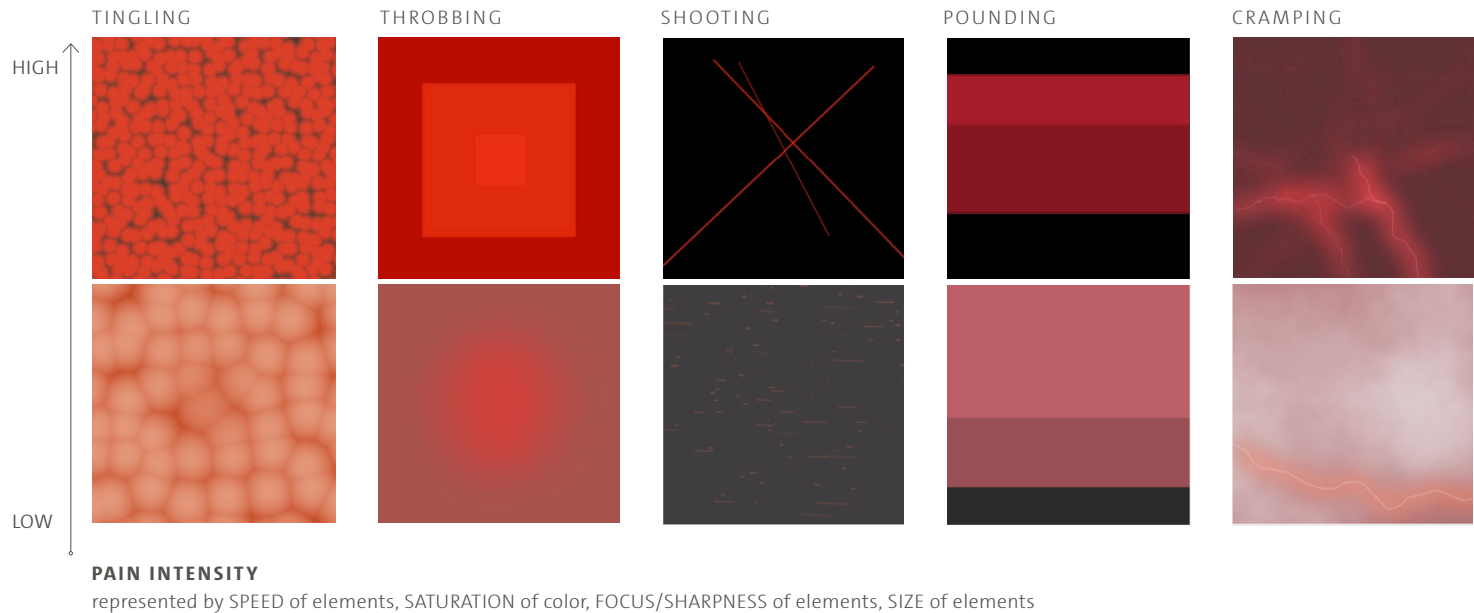 TINGLING THROBBING SHOOTING POUNDING CRAMPING
HIGH
LOW
PAIN INTENSITY
represented by SPEED of elements, SATURATION of color, FOCUS/SHARPNESS of elements, SIZE of elements